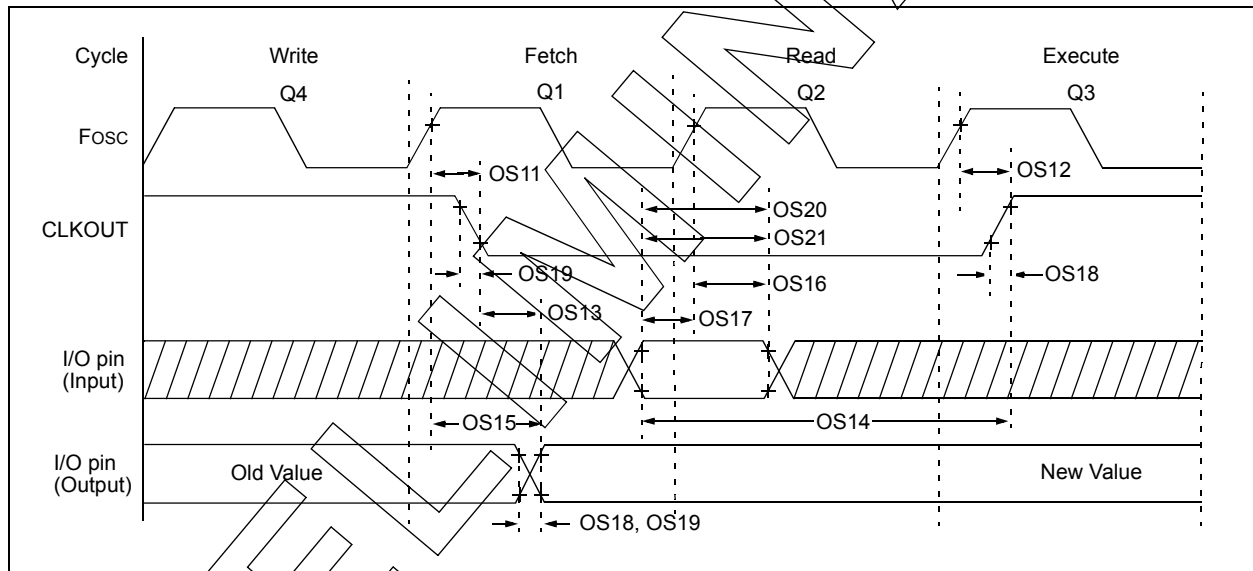 Cycle Write Fetch Read Execute
Q4 Q1 Q2 Q3
FOSC
OS11 OS12
OS20
CLKOUT
OS21
OS19 OS16 OS18
OS13 OS17
I/O pin
(Input)
OS15 OS14
I/O pin
(Output)
Old Value New Value
OS18, OS19